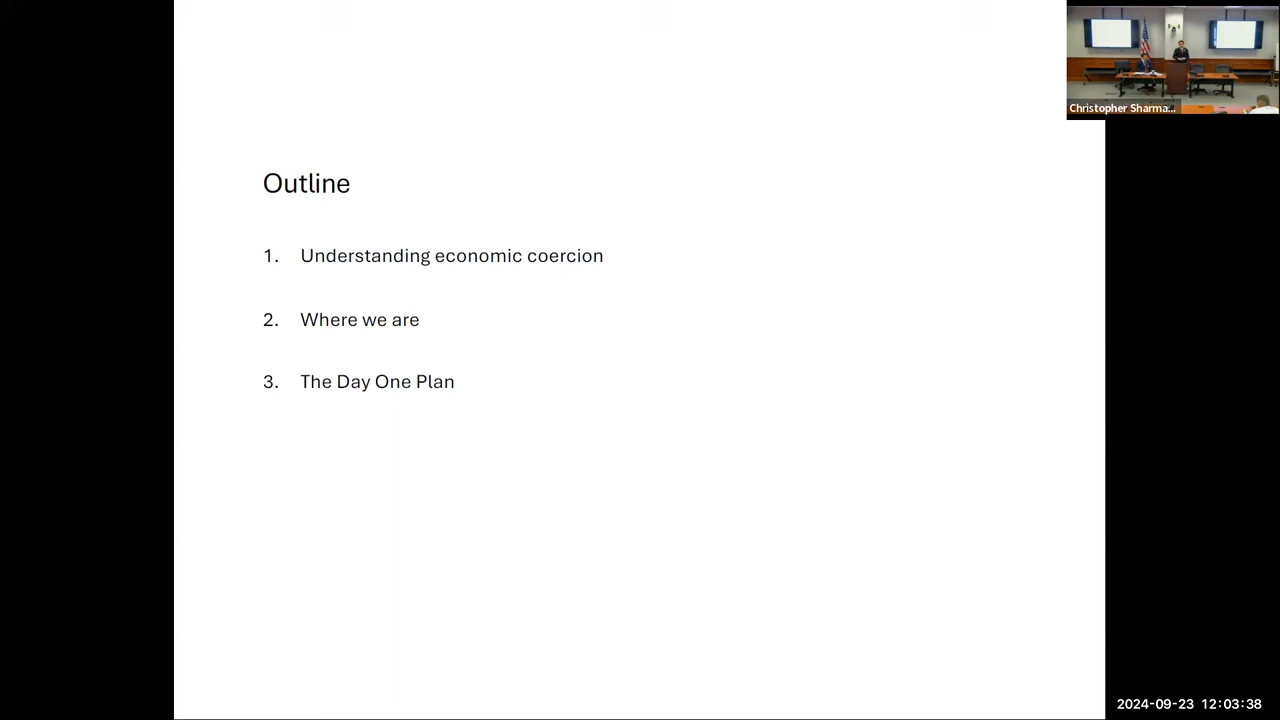 Christopher Sharma...
Outline
1. Understanding economic coercion
2. Where we are
3. The Day One Plan
2024-09-23 12:03:38